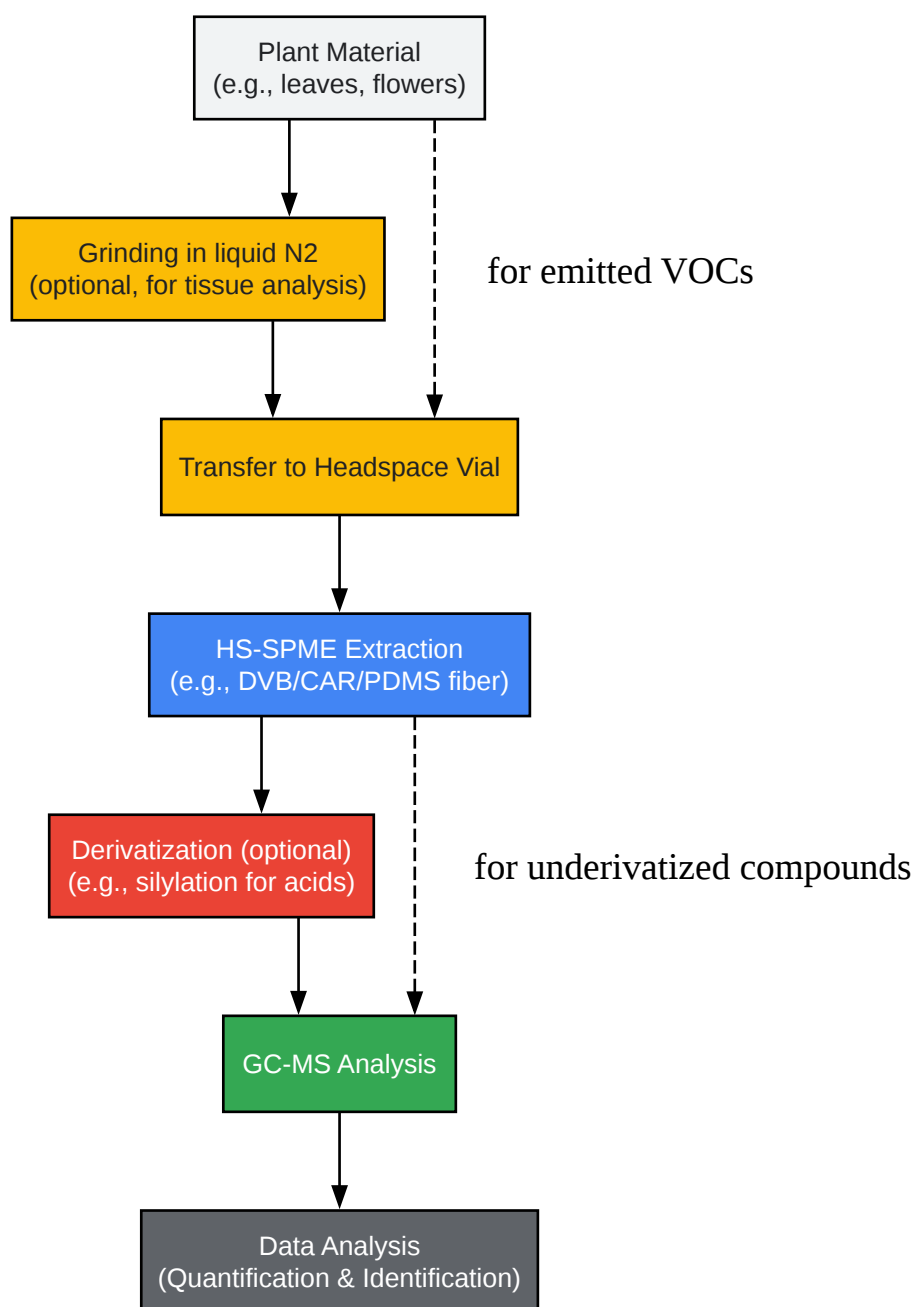 Plant Material
(e.g., leaves, flowers)
Grinding in liquid N2
(optional, for tissue analysis)
for emitted VOCs
Transfer to Headspace Vial
HS-SPME Extraction
(e.g., DVB/CAR/PDMS fiber)
Derivatization (optional)
(e.g., silylation for acids)
for underivatized compounds
GC-MS Analysis
Data Analysis
(Quantification & Identification)